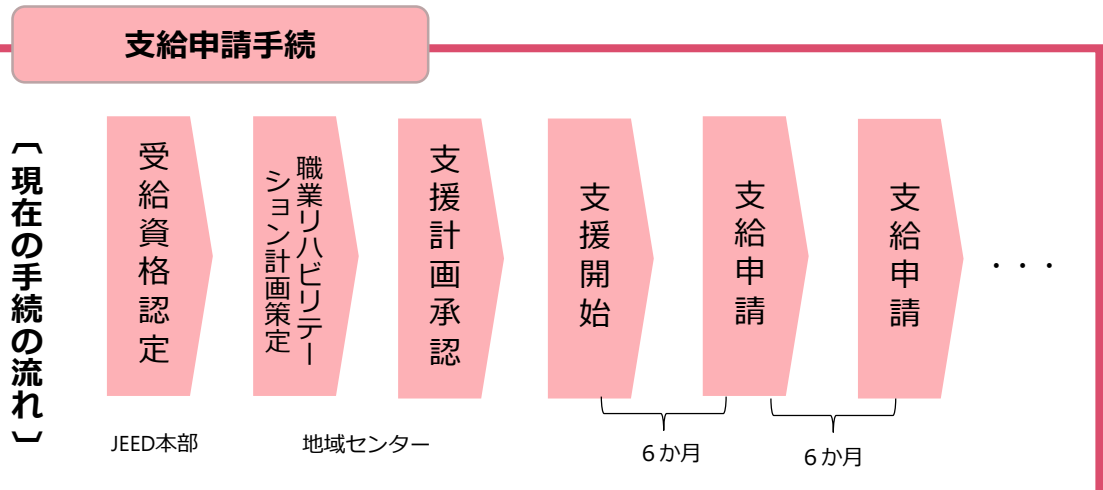 支給申請手続
〔現在の手続の流れ〕
受給資格認定
職業リハビリテー
ション計画策定
支援計画承認
支援開始
支給申請
支給申請
・・・
JEED本部
地域センター
６か月
６か月